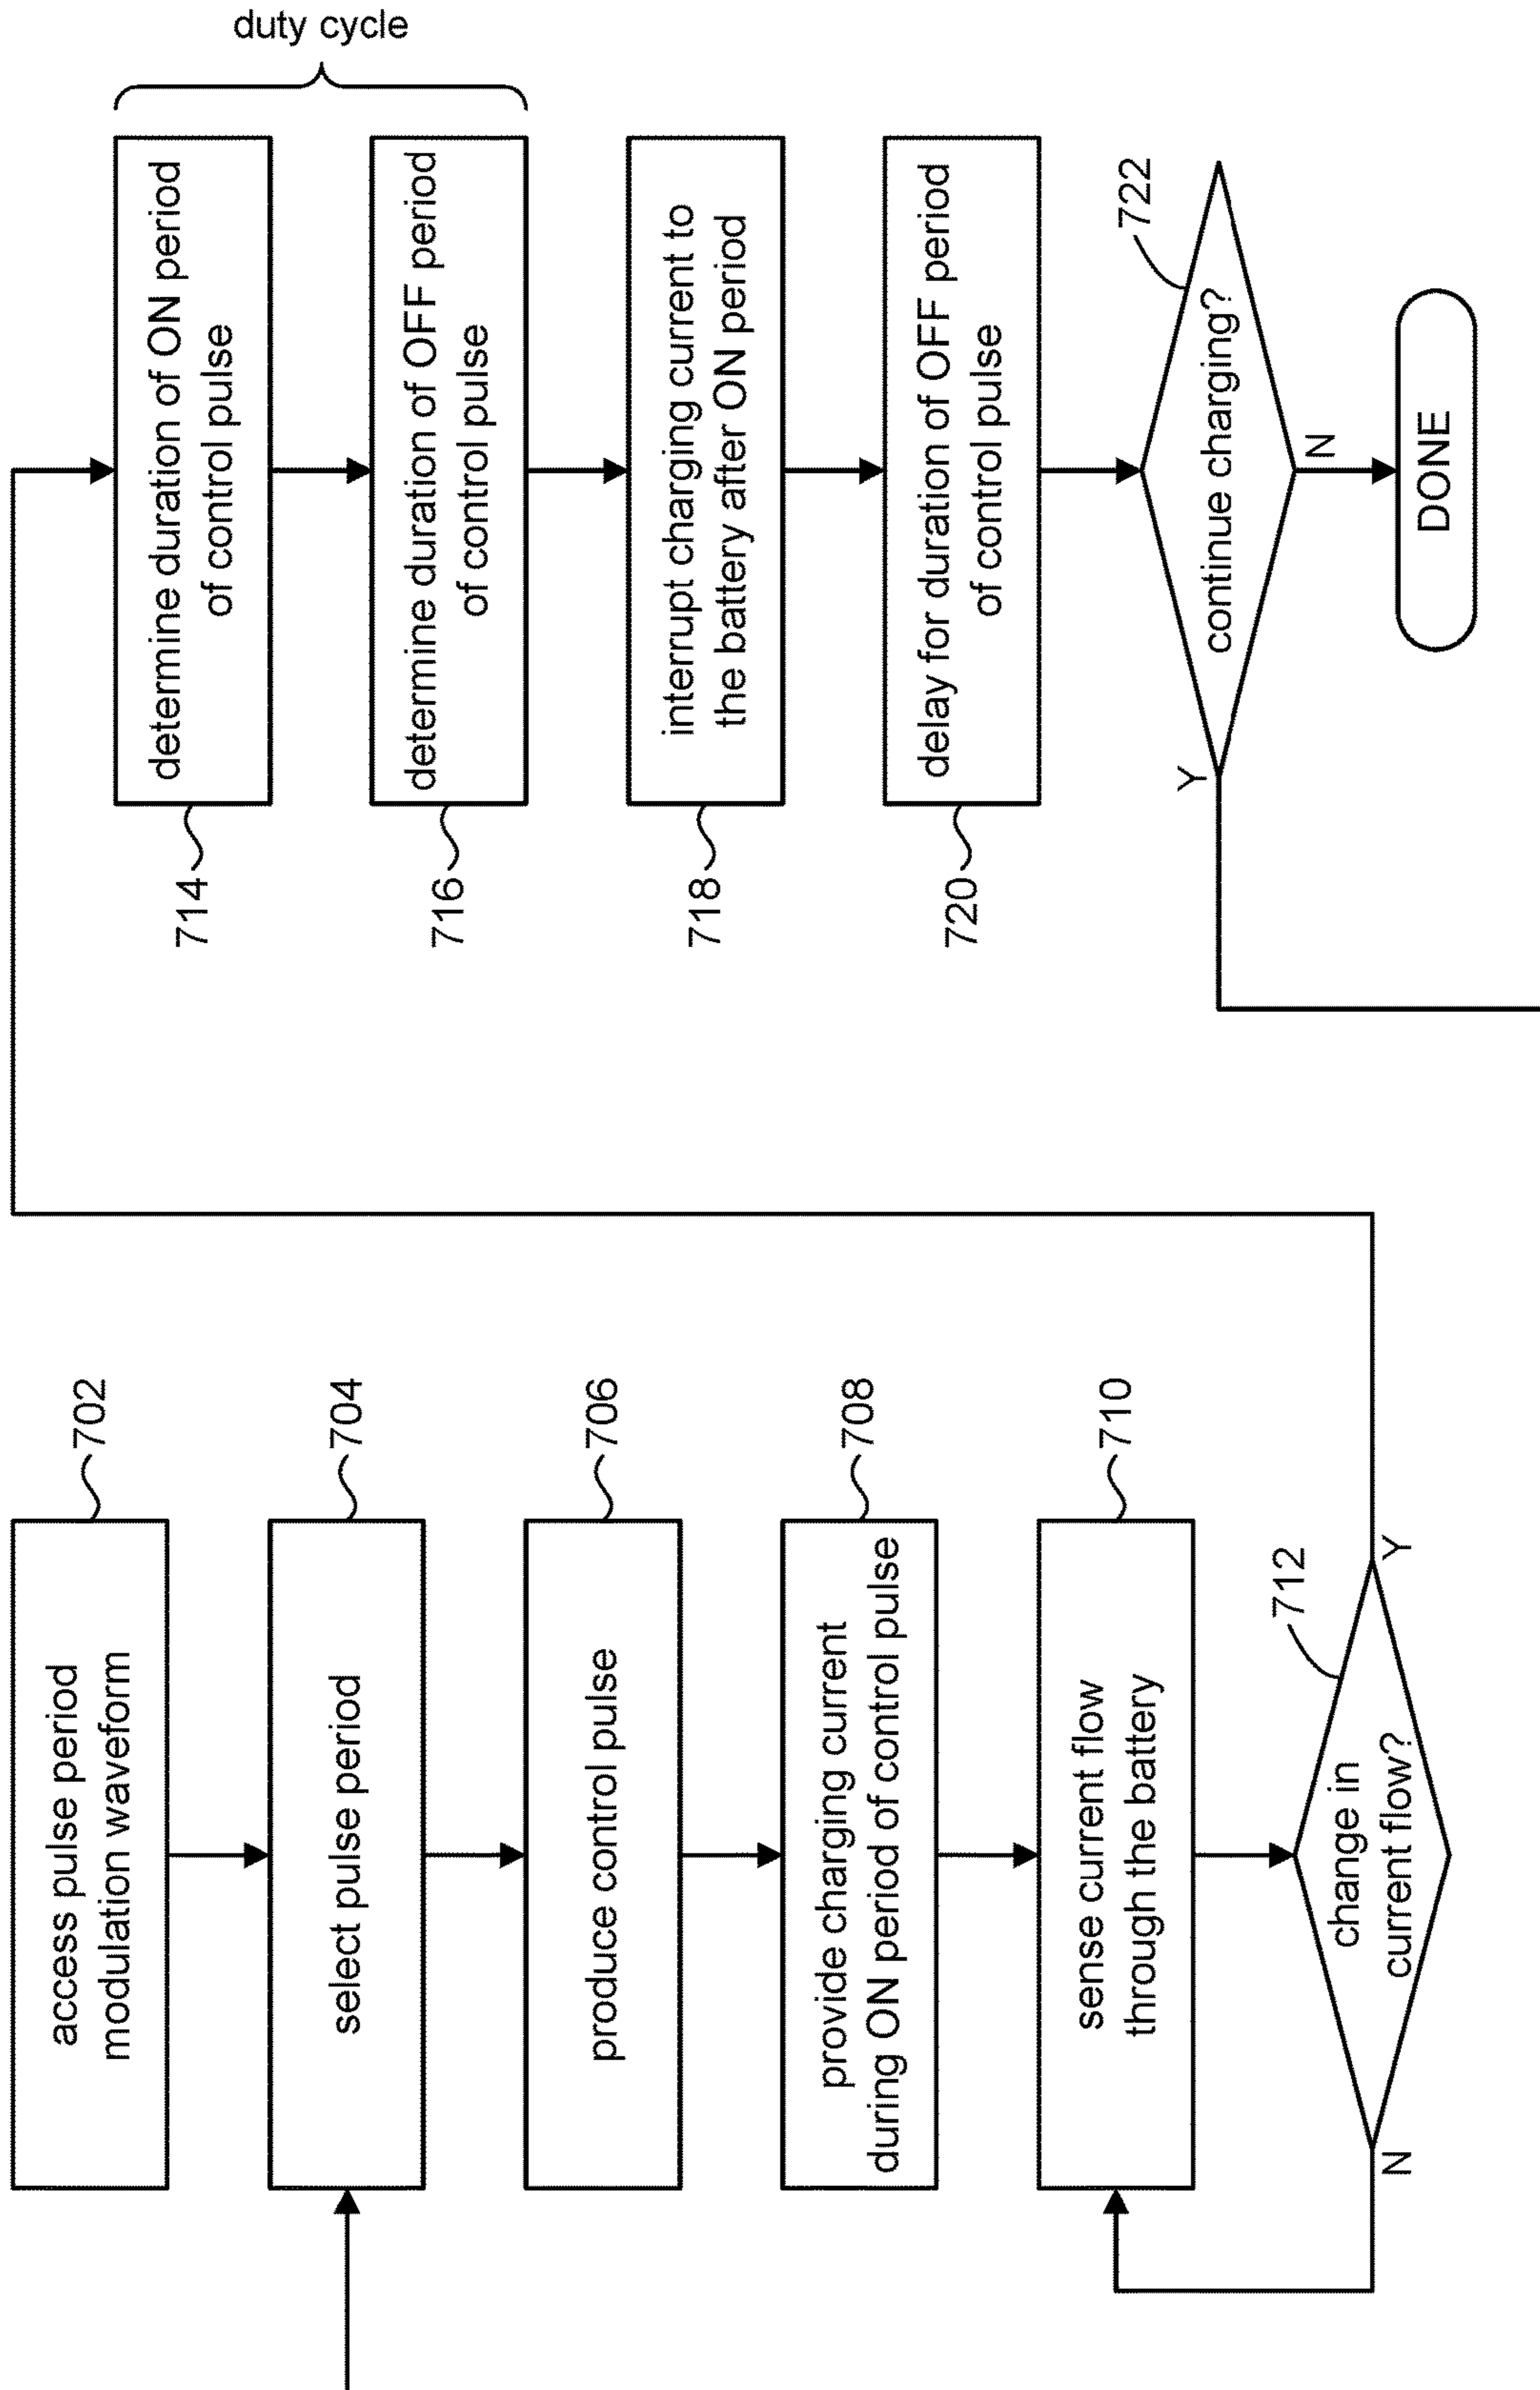 access pulse period
modulation waveform
702
select pulse period
704
produce control pulse
706
provide charging current
during ON period of control pulse
708
sense current flow
through the battery
710
change in
current flow?
712
N
Y
duty cycle
determine duration of ON period
of control pulse
714
determine duration of OFF period
of control pulse
716
interrupt charging current to
the battery after ON period
718
delay for duration of OFF period
of control pulse
720
continue charging?
722
Y
N
DONE